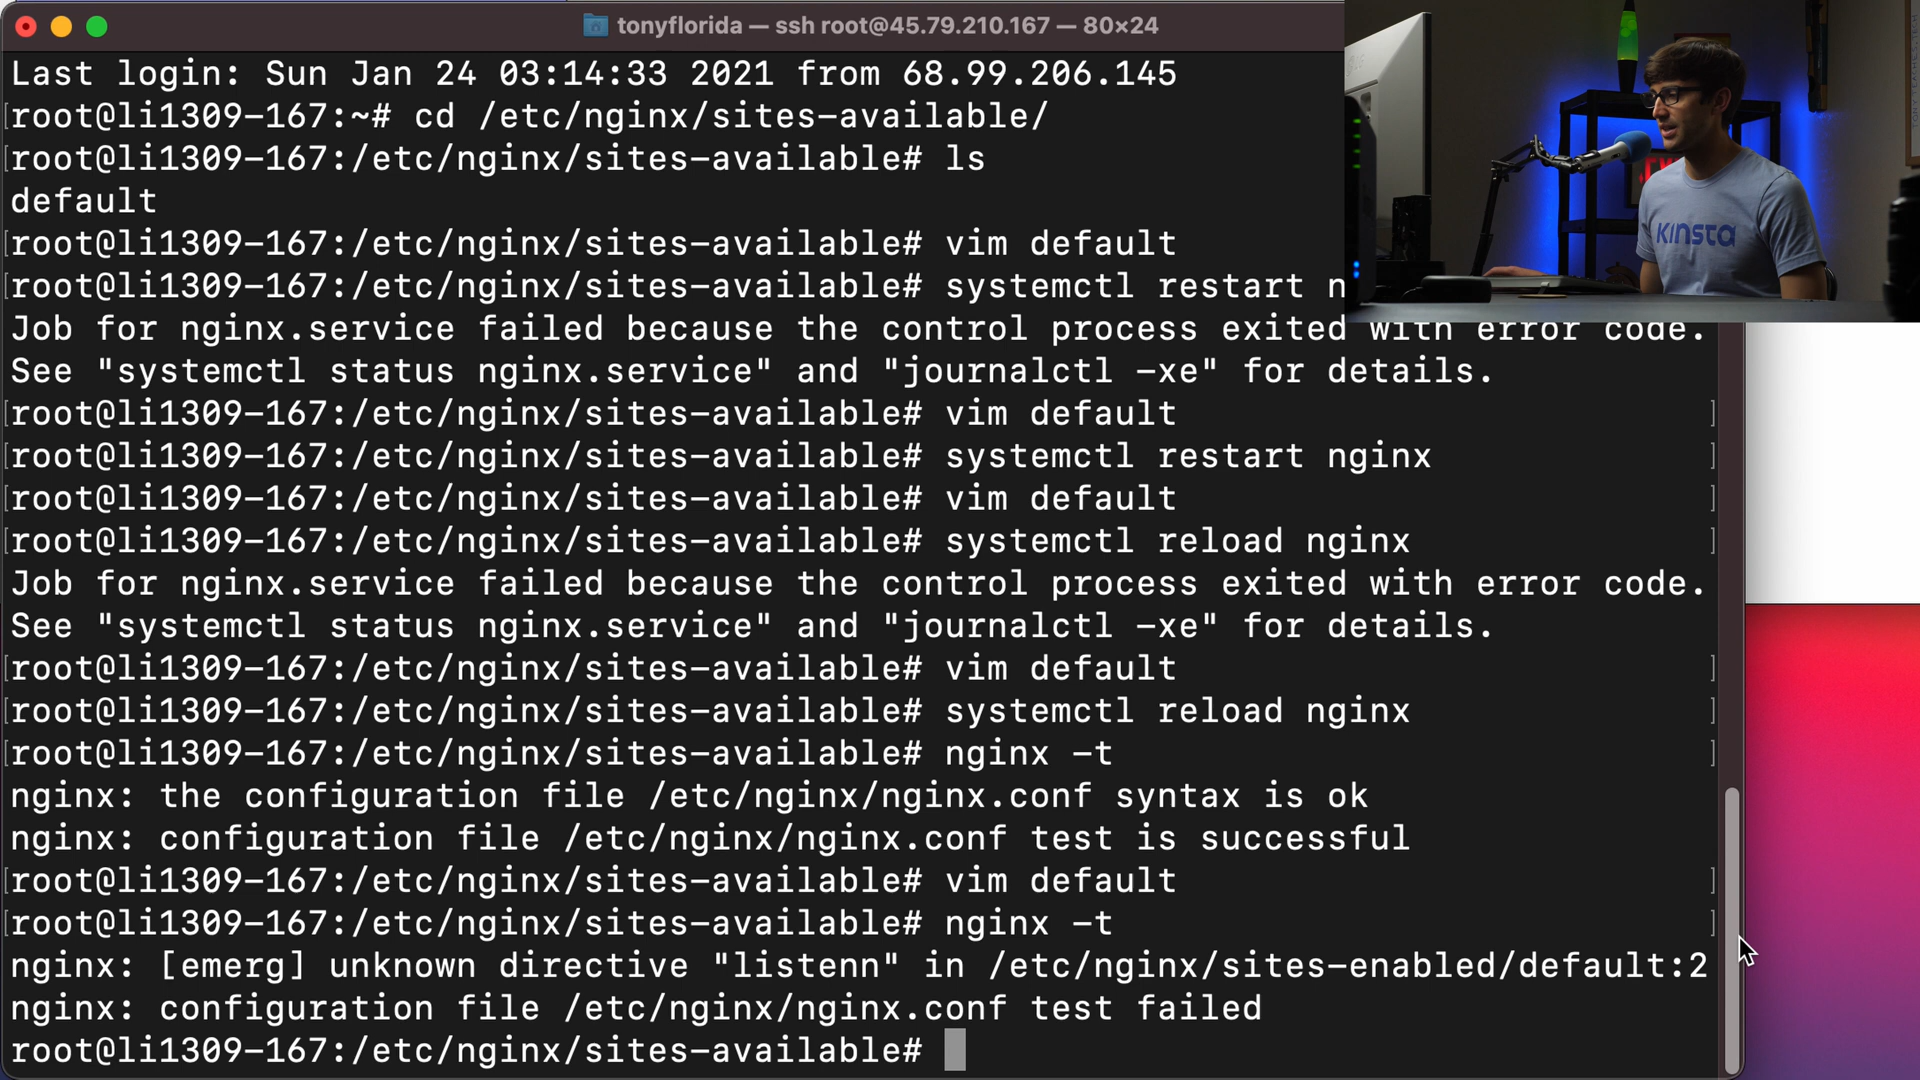 tonyflorida — ssh root@45.79.210.167 — 80×24
Last login: Sun Jan 24 03:14:33 2021 from 68.99.206.145
[root@li1309-167:~# cd /etc/nginx/sites-available/
[root@li1309-167:/etc/nginx/sites-available# ls
default
[root@li1309-167:/etc/nginx/sites-available# vim default
[root@li1309-167:/etc/nginx/sites-available# systemctl restart n
Job for nginx.service failed because the control process exited with error code.
See "systemctl status nginx.service" and "journalctl -xe" for details.
[root@li1309-167:/etc/nginx/sites-available# vim default ]
[root@li1309-167:/etc/nginx/sites-available# systemctl restart nginx ]
[root@li1309-167:/etc/nginx/sites-available# vim default ]
[root@li1309-167:/etc/nginx/sites-available# systemctl reload nginx ]
Job for nginx.service failed because the control process exited with error code.
See "systemctl status nginx.service" and "journalctl -xe" for details.
[root@li1309-167:/etc/nginx/sites-available# vim default ]
[root@li1309-167:/etc/nginx/sites-available# systemctl reload nginx ]
[root@li1309-167:/etc/nginx/sites-available# nginx -t ]
nginx: the configuration file /etc/nginx/nginx.conf syntax is ok
nginx: configuration file /etc/nginx/nginx.conf test is successful
[root@li1309-167:/etc/nginx/sites-available# vim default ]
[root@li1309-167:/etc/nginx/sites-available# nginx -t ]
nginx: [emerg] unknown directive "listenn" in /etc/nginx/sites-enabled/default:2
nginx: configuration file /etc/nginx/nginx.conf test failed
root@li1309-167:/etc/nginx/sites-available#
KINSTA